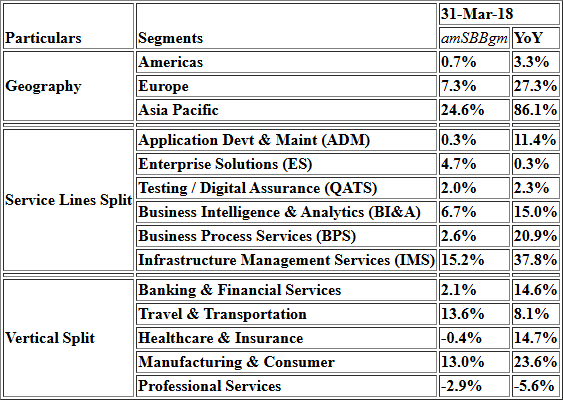 Particulars Segments 31-Mar-18
amSBBgm YoY
Geography
Americas 0.7% 3.3%
Europe 7.3% 27.3%
Asia Pacific 24.6% 86.1%
Service Lines Split
Application Devt & Maint (ADM) 0.3% 11.4%
Enterprise Solutions (ES) 4.7% 0.3%
Testing / Digital Assurance (QATS) 2.0% 2.3%
Business Intelligence & Analytics (BI&A) 6.7% 15.0%
Business Process Services (BPS) 2.6% 20.9%
Infrastructure Management Services (IMS) 15.2% 37.8%
Vertical Split
Banking & Financial Services 2.1% 14.6%
Travel & Transportation 13.6% 8.1%
Healthcare & Insurance -0.4% 14.7%
Manufacturing & Consumer 13.0% 23.6%
Professional Services -2.9% -5.6%